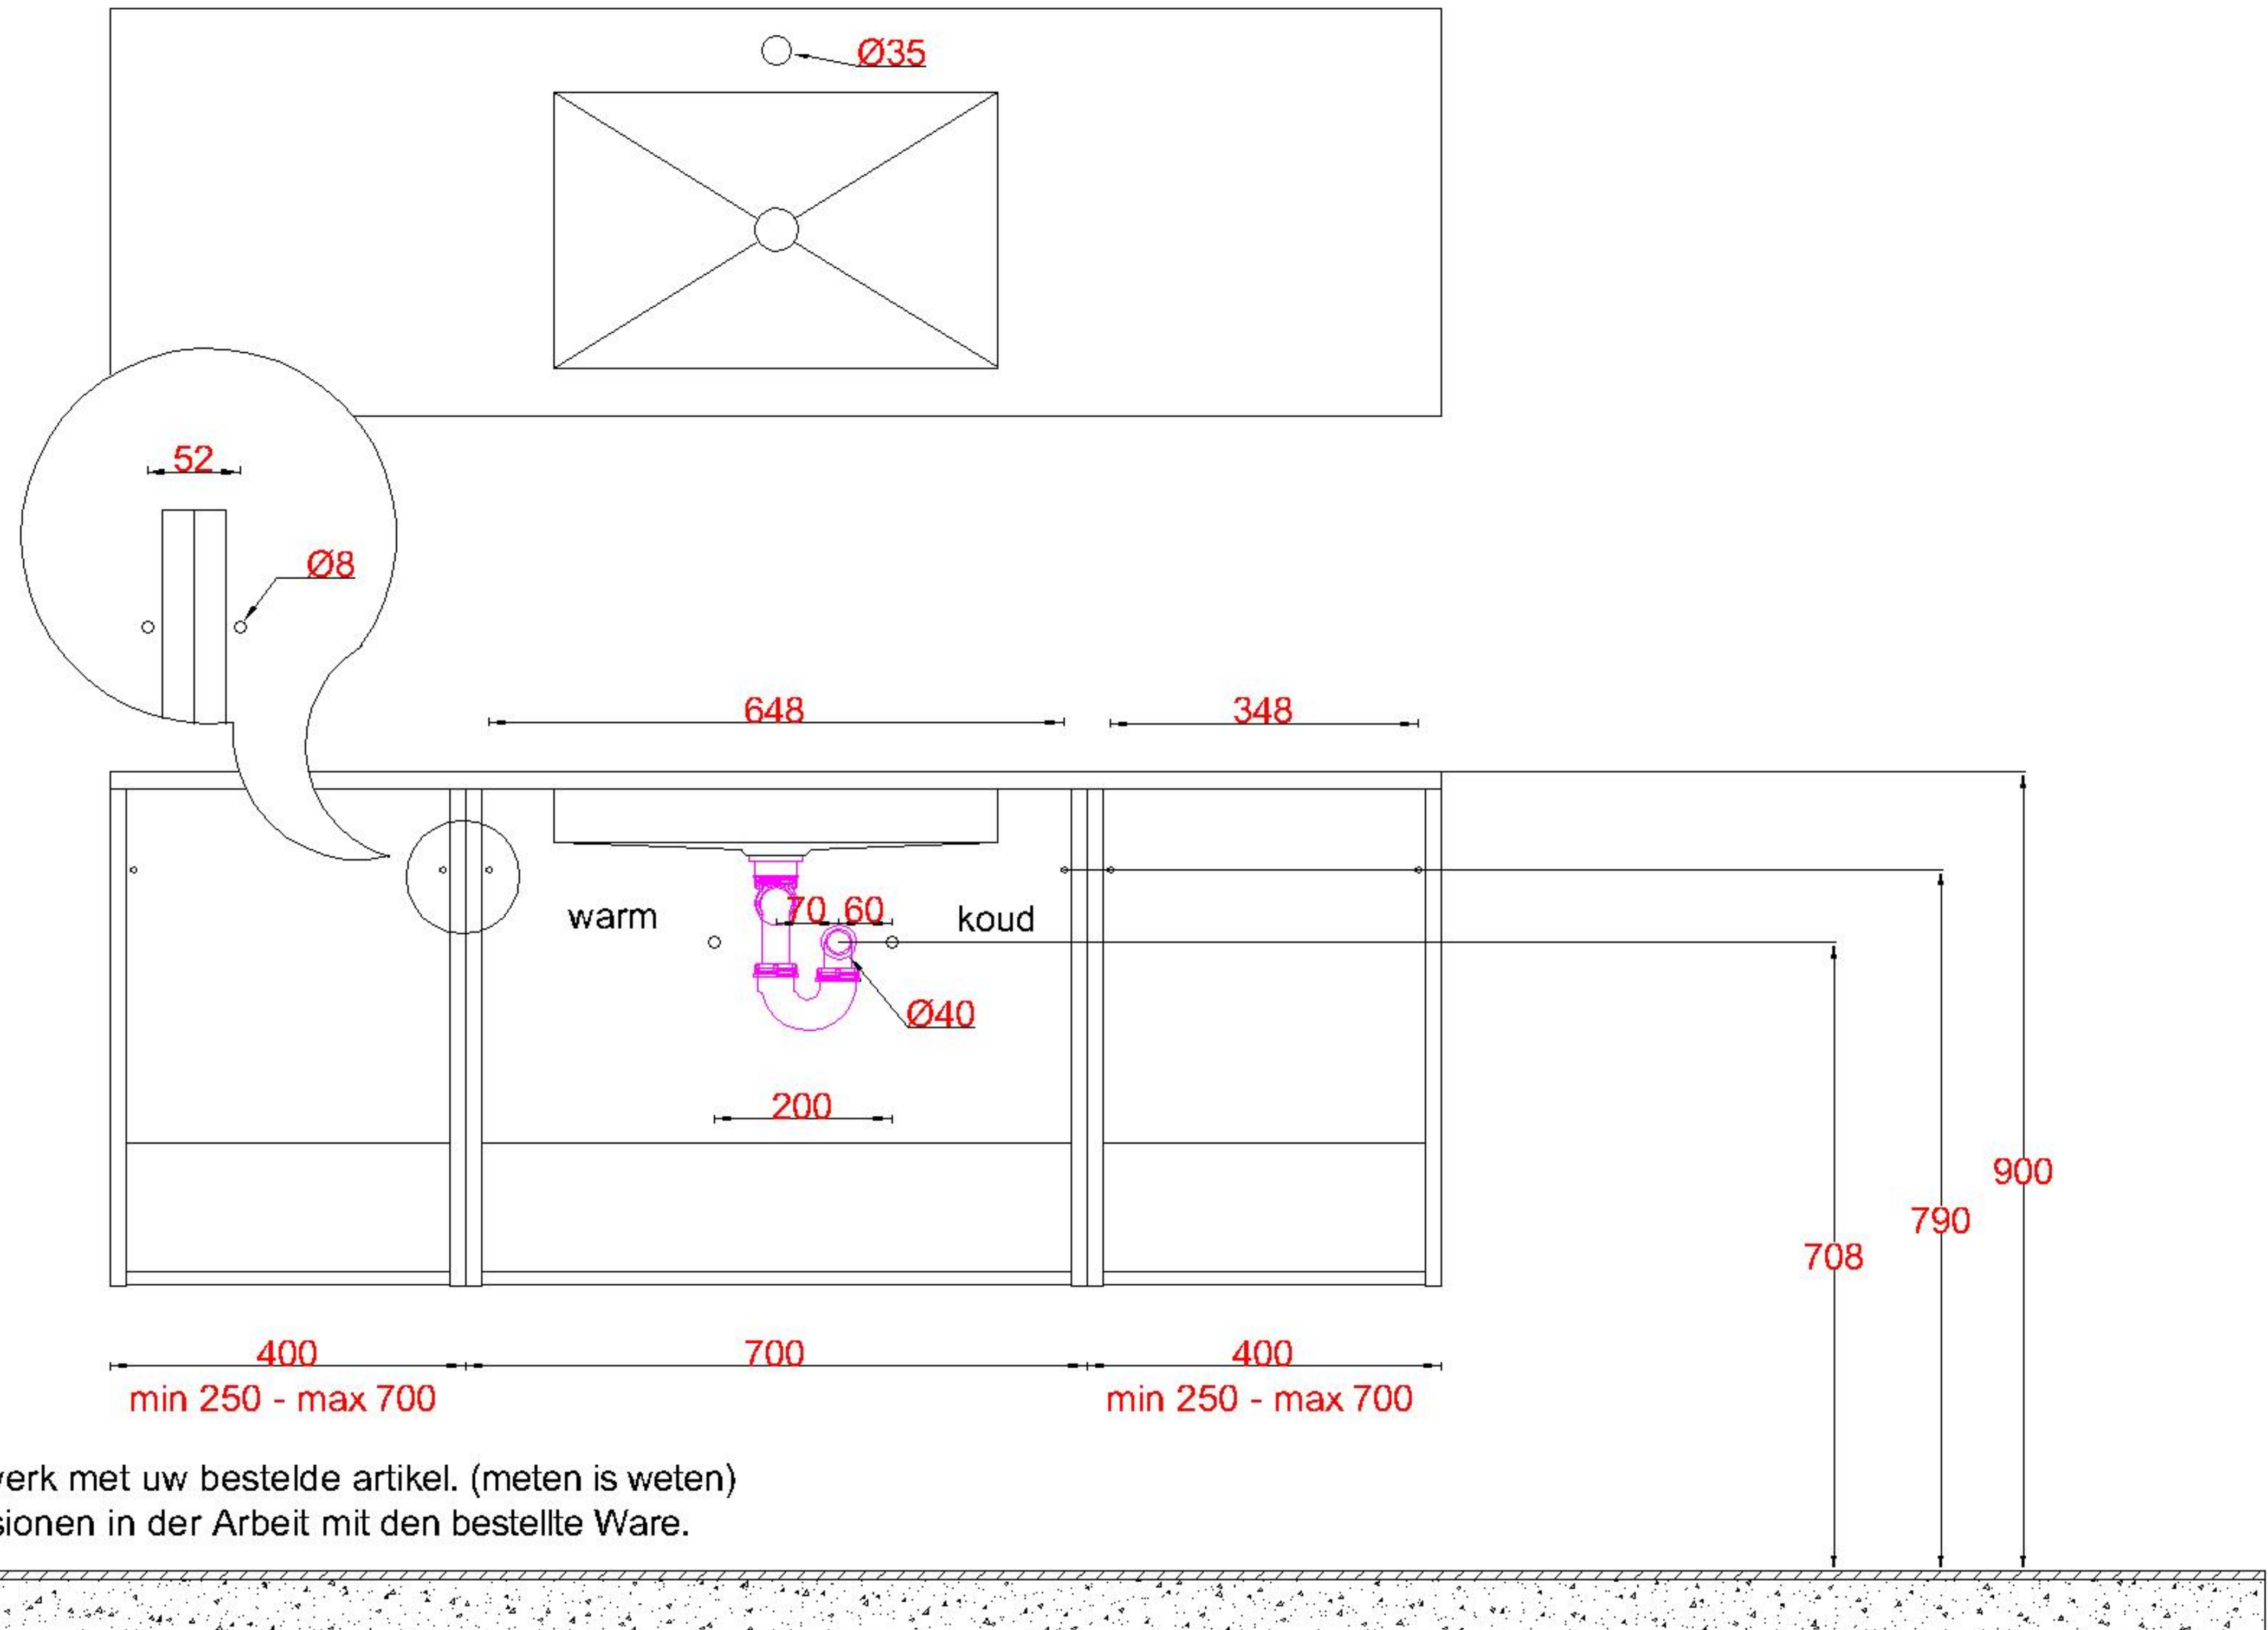 Ø35
52
Ø8
648 348
warm 70 60 koud
Ø40
200
900
790
708
400 700 400
min 250 - max 700 min 250 - max 700
werk met uw bestelde artikel. (meten is weten)
sionen in der Arbeit mit den bestellte Ware.